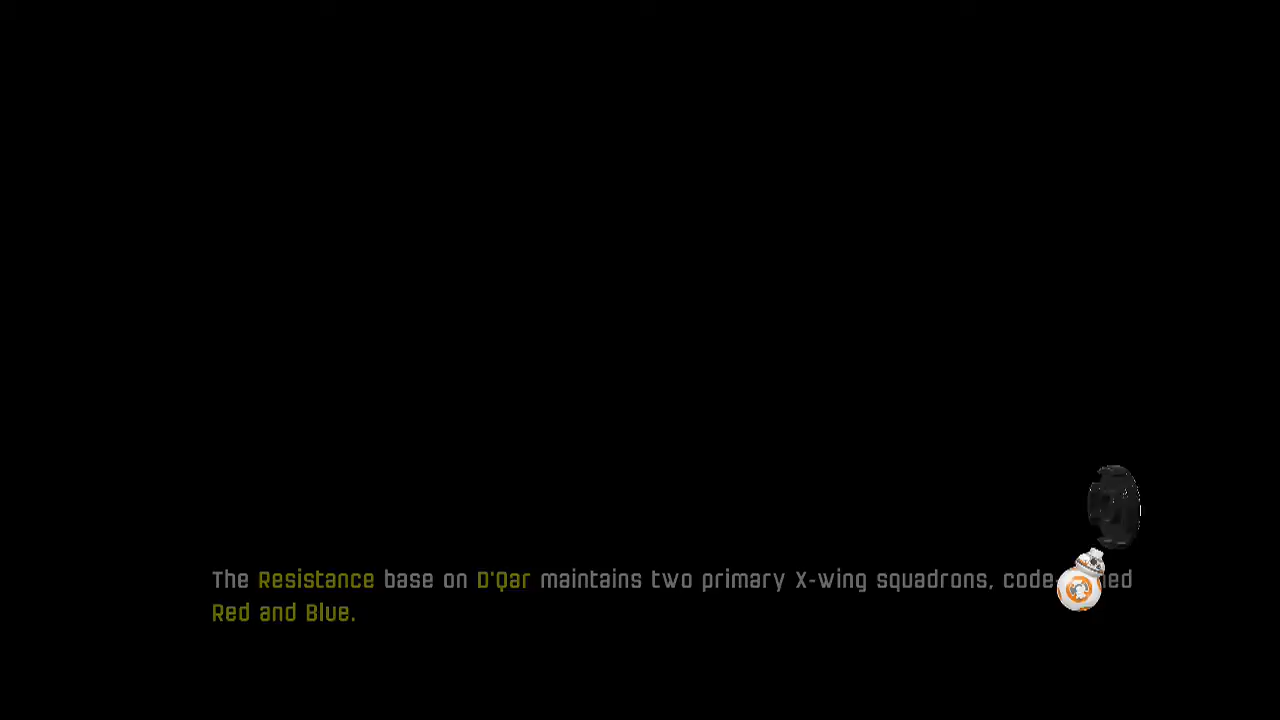 The Resistance base on D'Qar maintains two primary X-wing squadrons, code ed
Red and Blue.